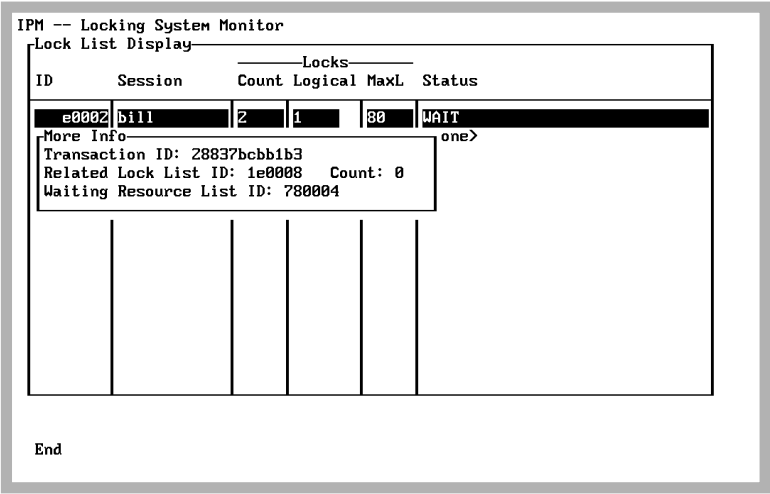 IPM -- Locking System Monitor
Lock List Display
Locks
ID Session Count Logical MaxL Status
e0002 bill 2 1 80 WAIT
More Info one>
Transaction ID: 28837bcbb1b3
Related Lock List ID: 1e0008 Count: 0
Waiting Resource List ID: 780004
End